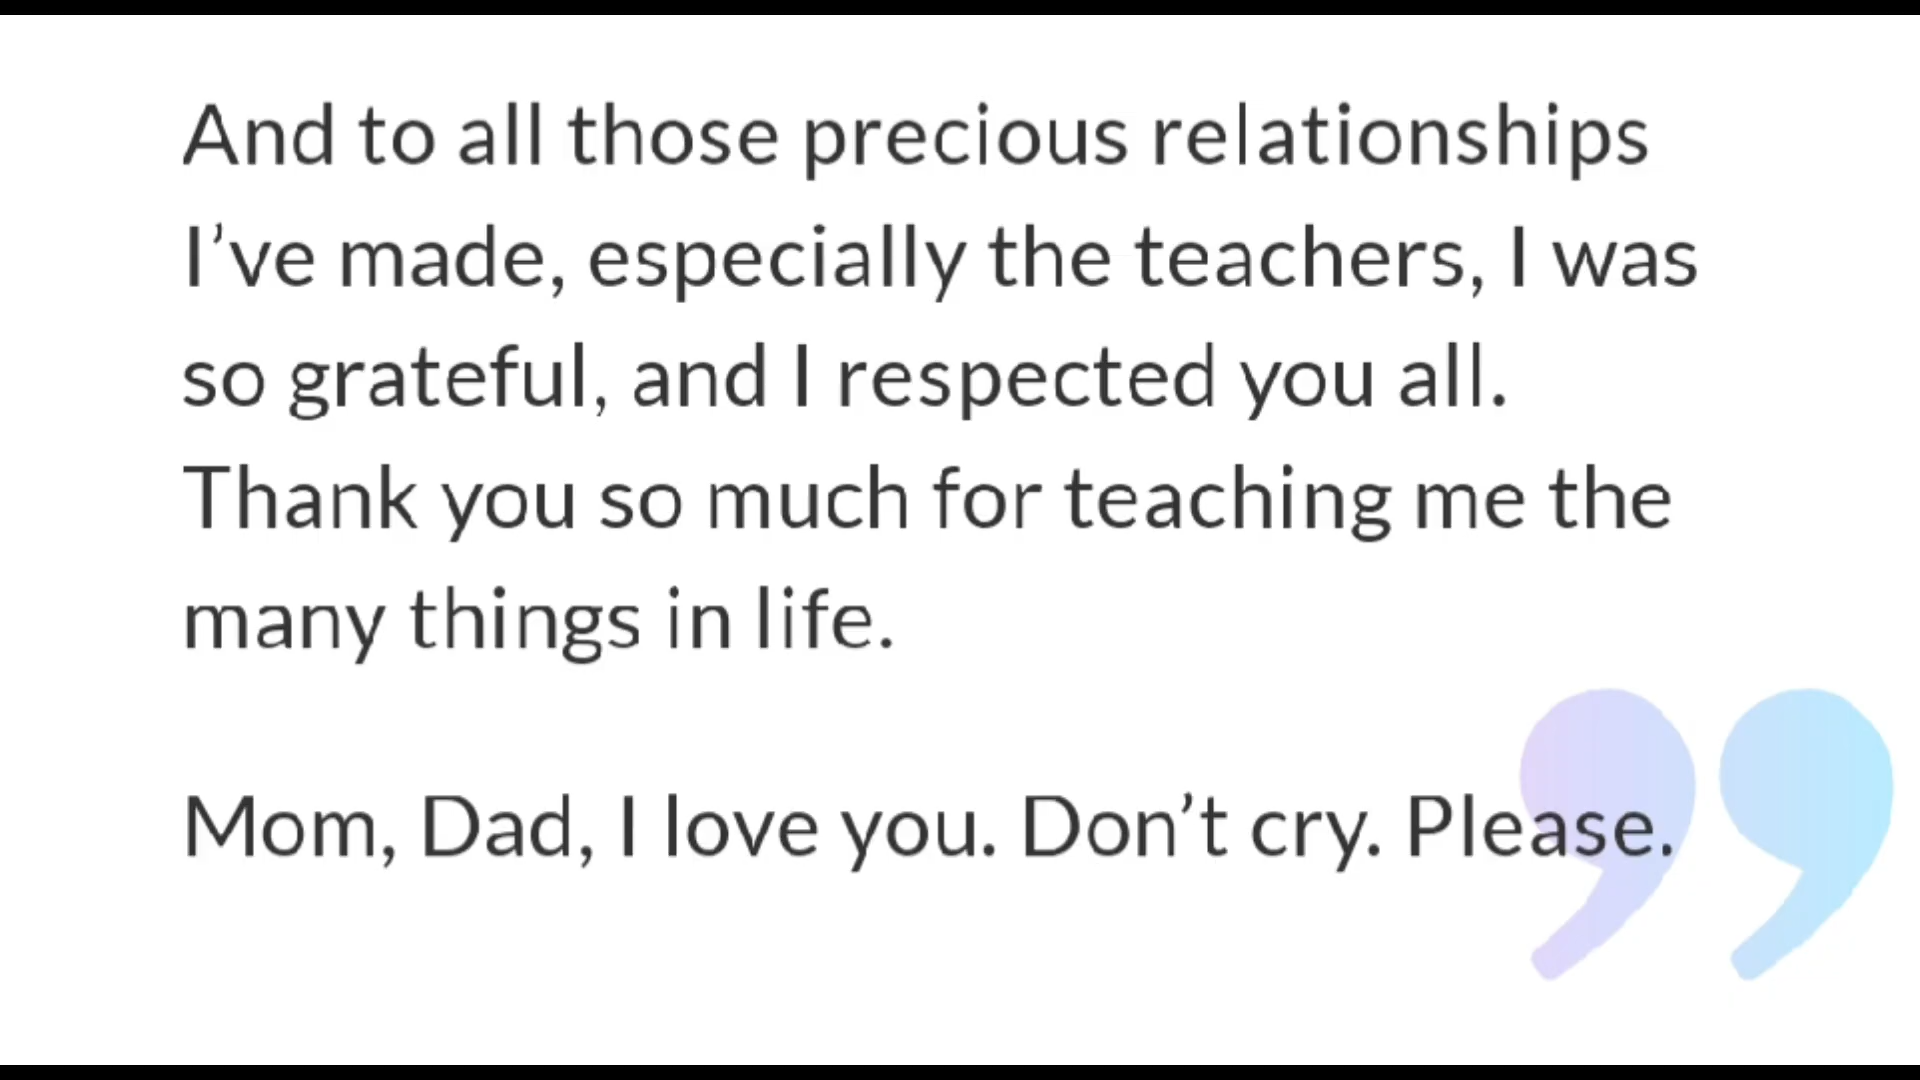 And to all those precious relationships
I’ve made, especially the teachers, I was
so grateful, and I respected you all.
Thank you so much for teaching me the
many things in life.
Mom, Dad, I love you. Don’t cry. Please.